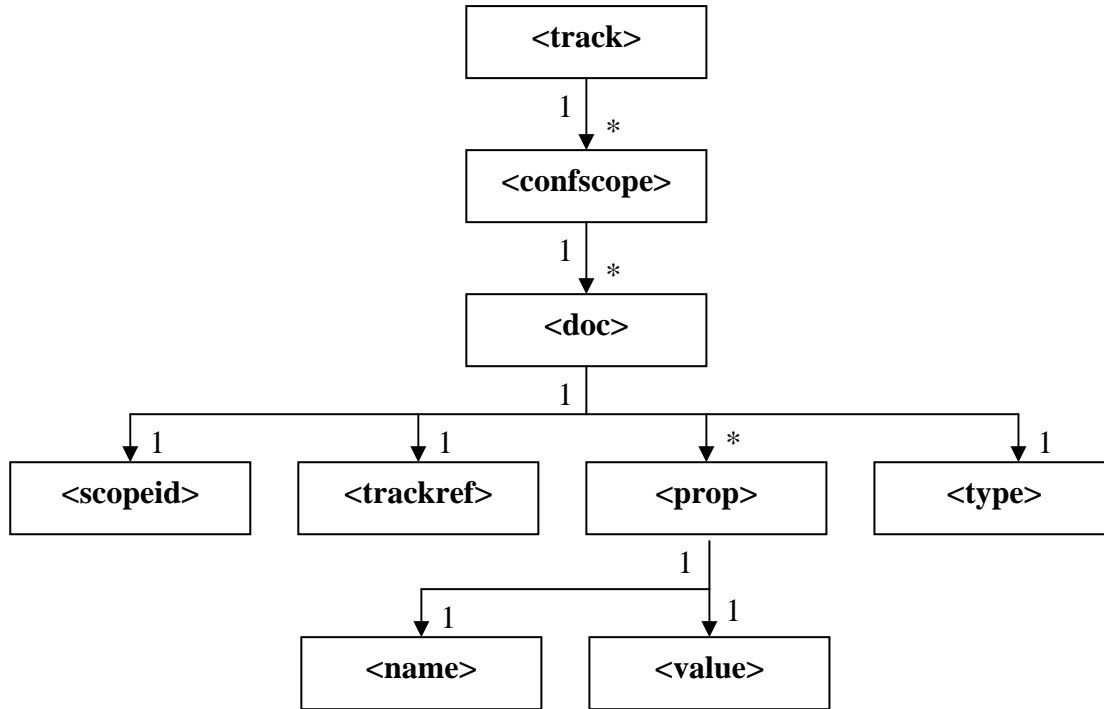 <track>
1
*
<confscope>
1
*
<doc>
1
1 1 * 1
<scopeid> <trackref> <prop> <type>
1
1 1
<name> <value>